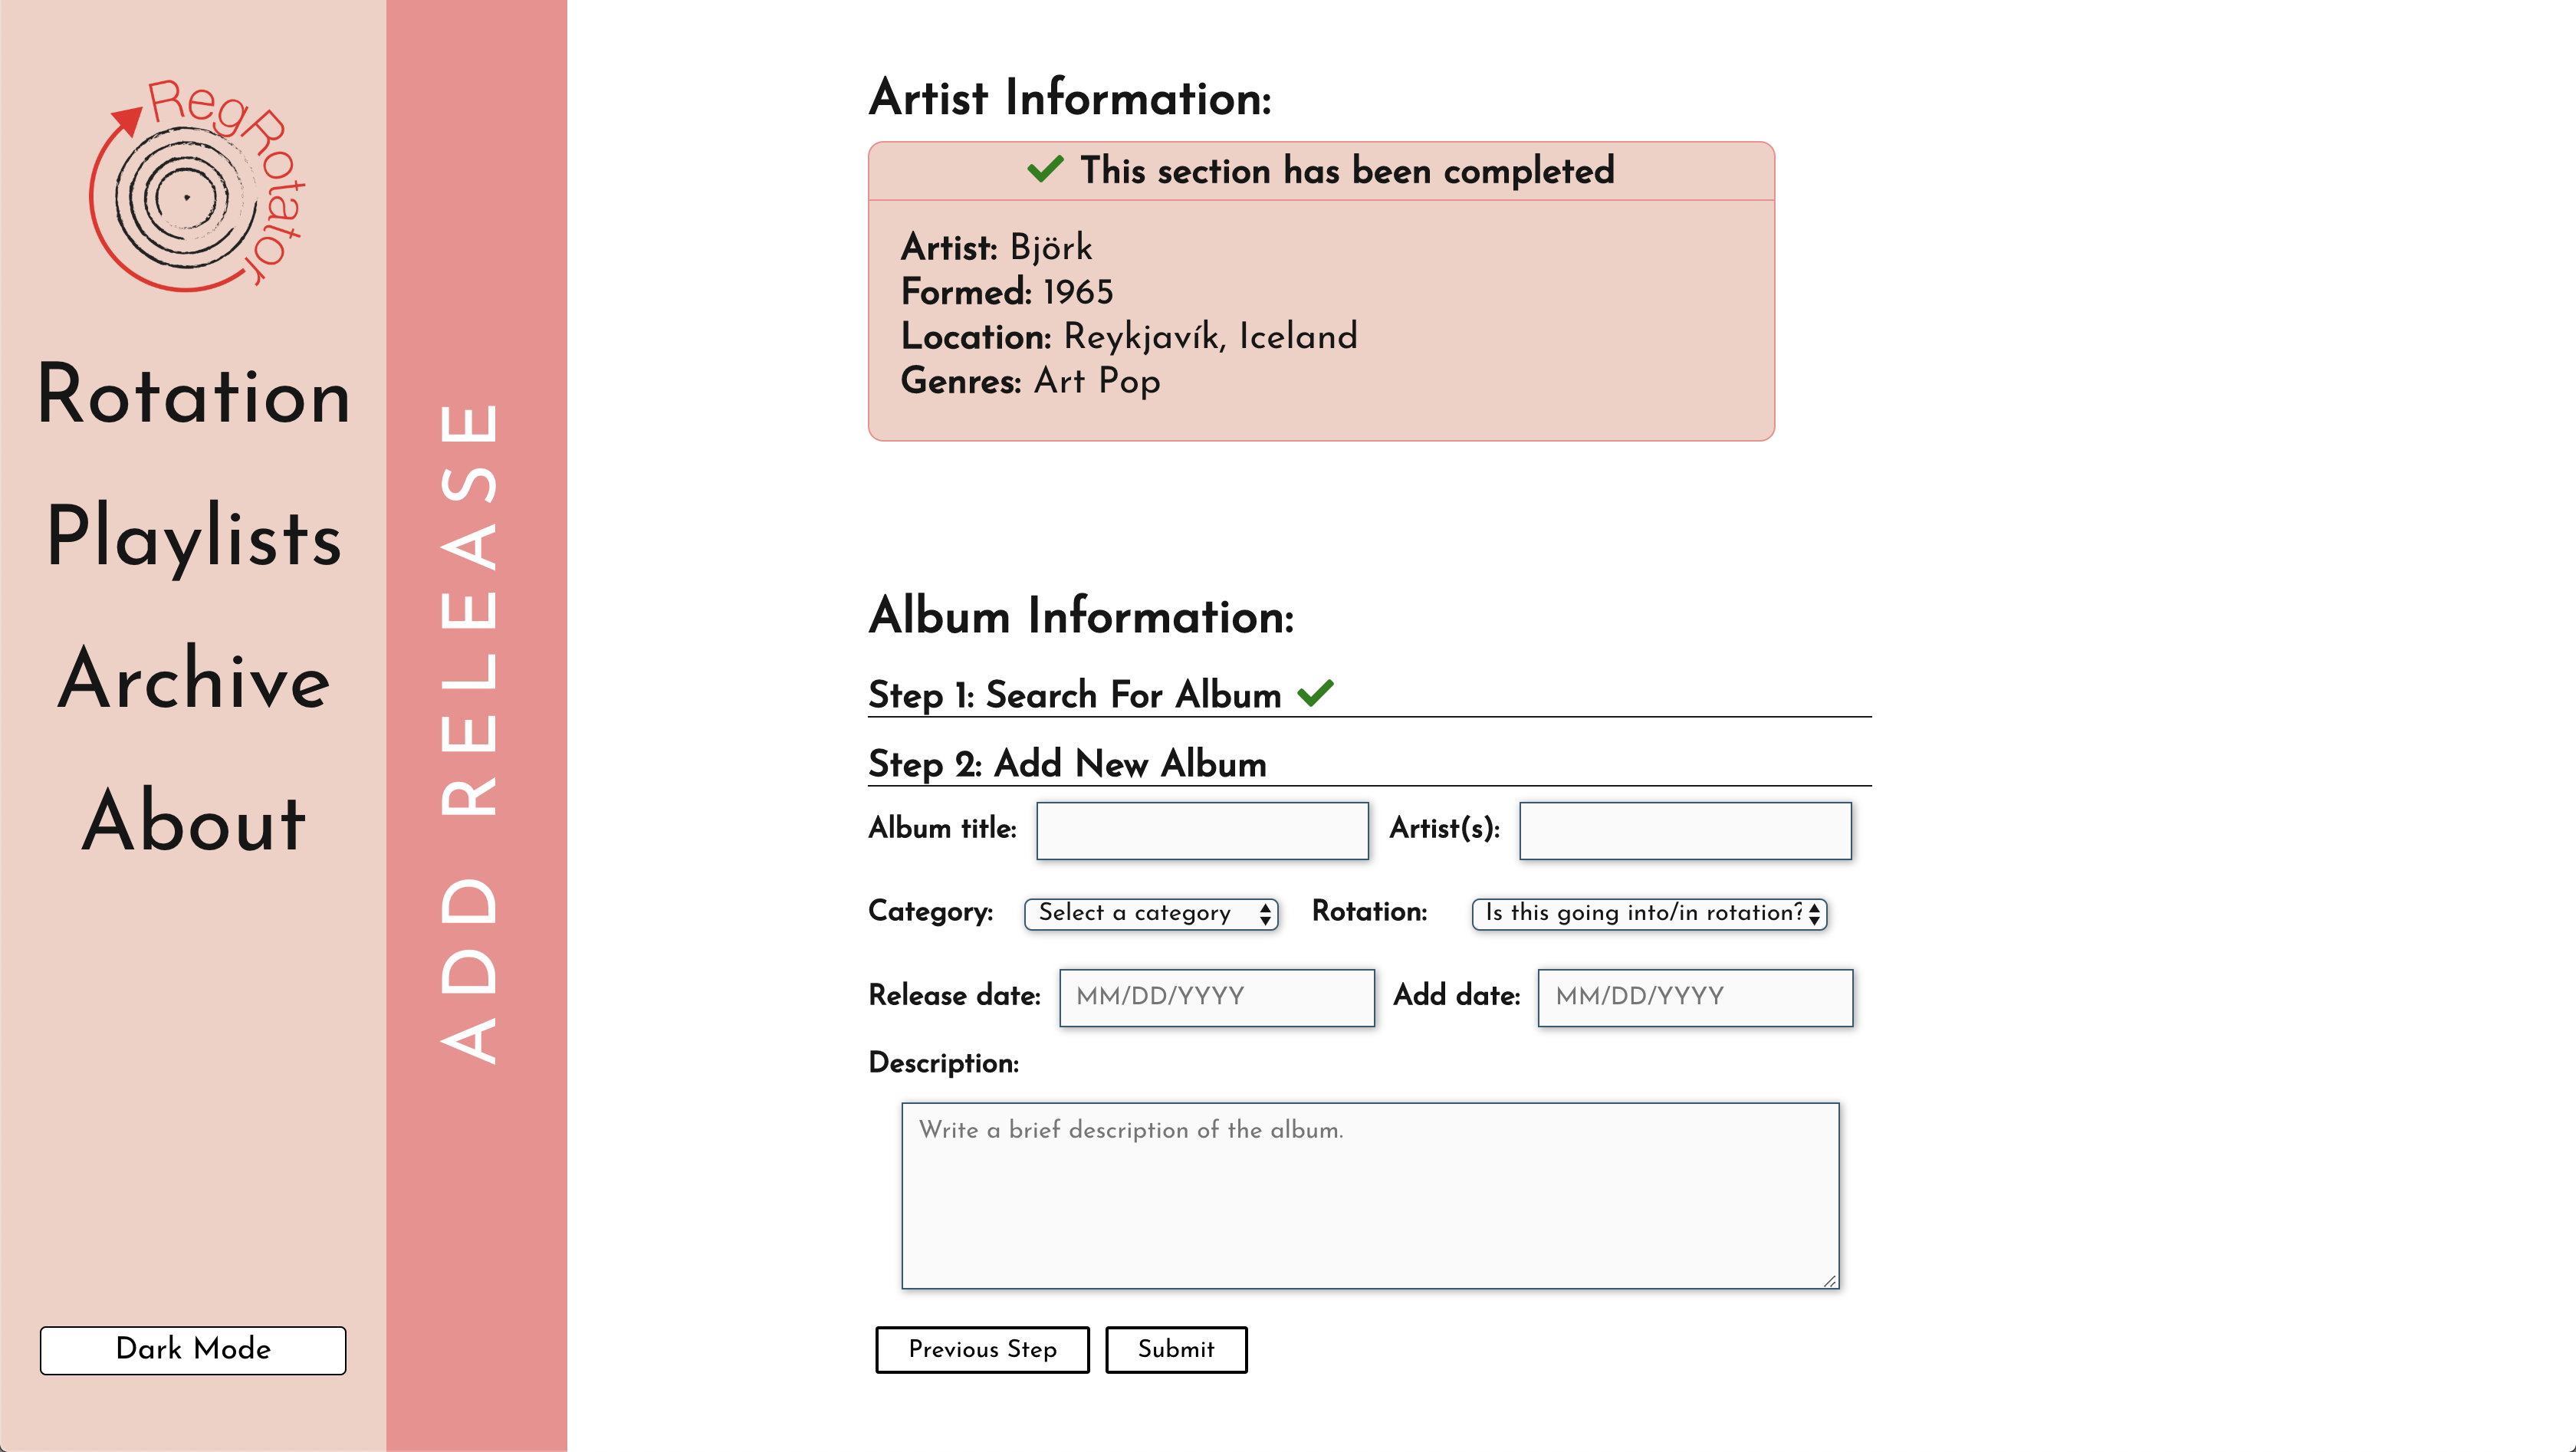 RegRotator
Rotation
Playlists
Archive
About
Dark Mode
ADD RELEASE
Artist Information:
This section has been completed
Artist: Björk
Formed: 1965
Location: Reykjavík, Iceland
Genres: Art Pop
Album Information:
Step 1: Search For Album
Step 2: Add New Album
Album title: Artist(s):
Category: Select a category Rotation: Is this going into/in rotation?
Release date: MM/DD/YYYY Add date: MM/DD/YYYY
Description:
Write a brief description of the album.
Previous Step Submit